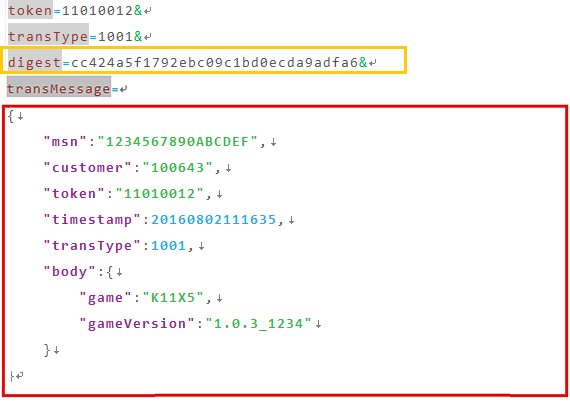 token=11010012&
transType=1001&
digest=cc424a5f1792ebc09c1bd0ecda9adfa6&
transMessage=
{
"msn":"1234567890ABCDEF",
"customer":"100643",
"token":"11010012",
"timestamp":20160802111635,
"transType":1001,
"body":{
"game":"K11X5",
"gameVersion":"1.0.3_1234"
}
}